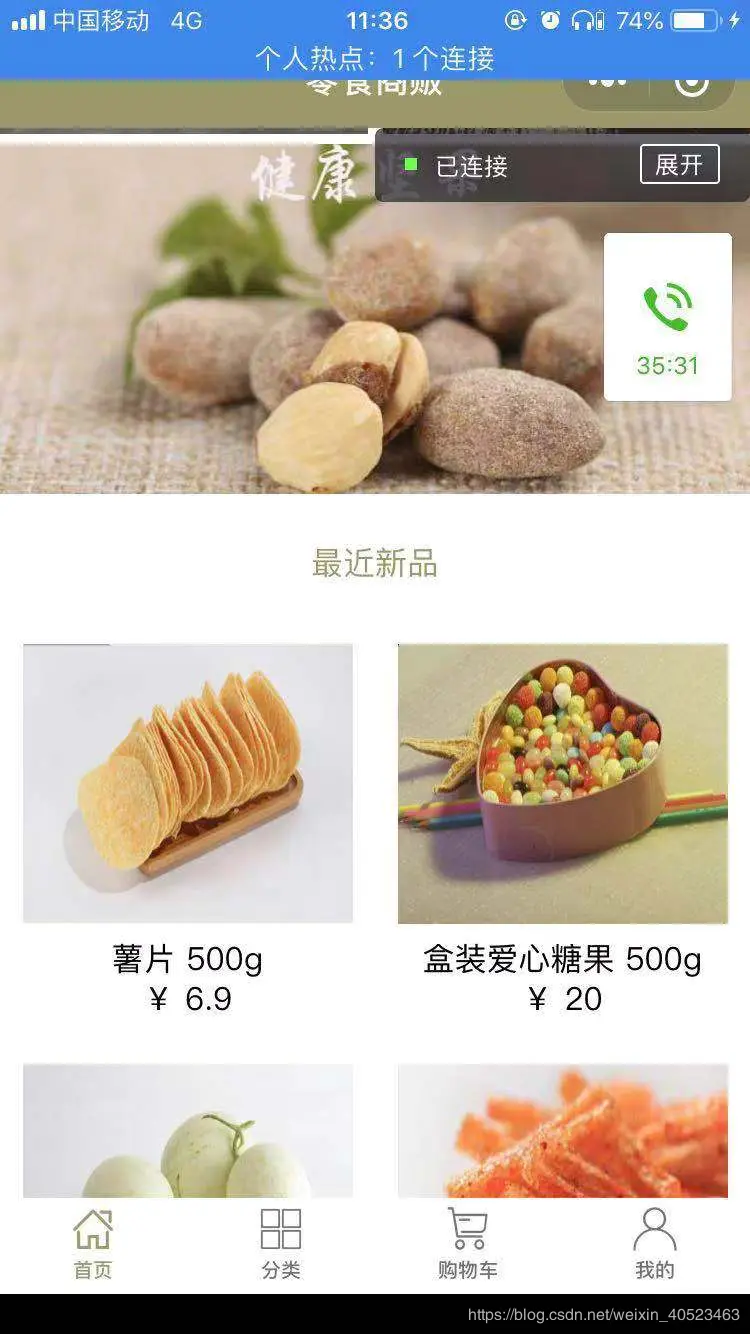 中国移动 4G 11:36 74%
个人热点：1 个连接
零食商贩
健康坚果
已连接 展开
35:31
最近新品
薯片 500g
¥ 6.9
盒装爱心糖果 500g
¥ 20
首页 分类 购物车 我的
https://blog.csdn.net/weixin_40523463